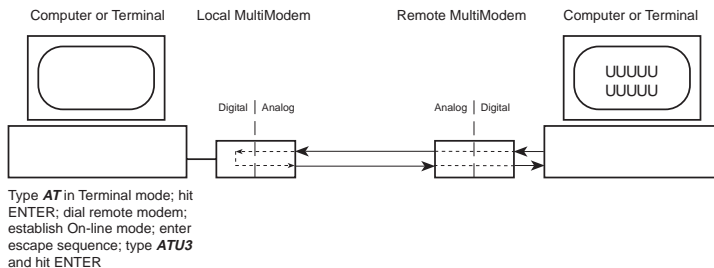 Computer or Terminal
Local MultiModem
Remote MultiModem
Computer or Terminal
UUUUU
UUUUU
Digital
Analog
Analog
Digital
Type AT in Terminal mode; hit
ENTER; dial remote modem;
establish On-line mode; enter
escape sequence; type ATU3
and hit ENTER